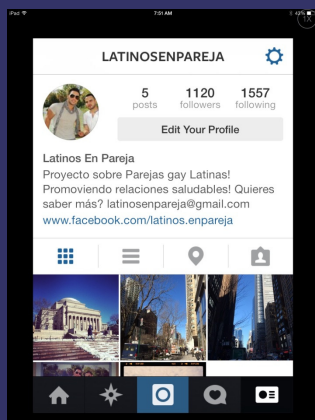 iPad 7:51 AM 43%
1X
LATINOSENPAREJA
5 1120 1557
posts followers following
Edit Your Profile
Latinos En Pareja
Proyecto sobre Parejas gay Latinas!
Promoviendo relaciones saludables! Quieres
saber más? latinosenpareja@gmail.com
www.facebook.com/latinos.enpareja